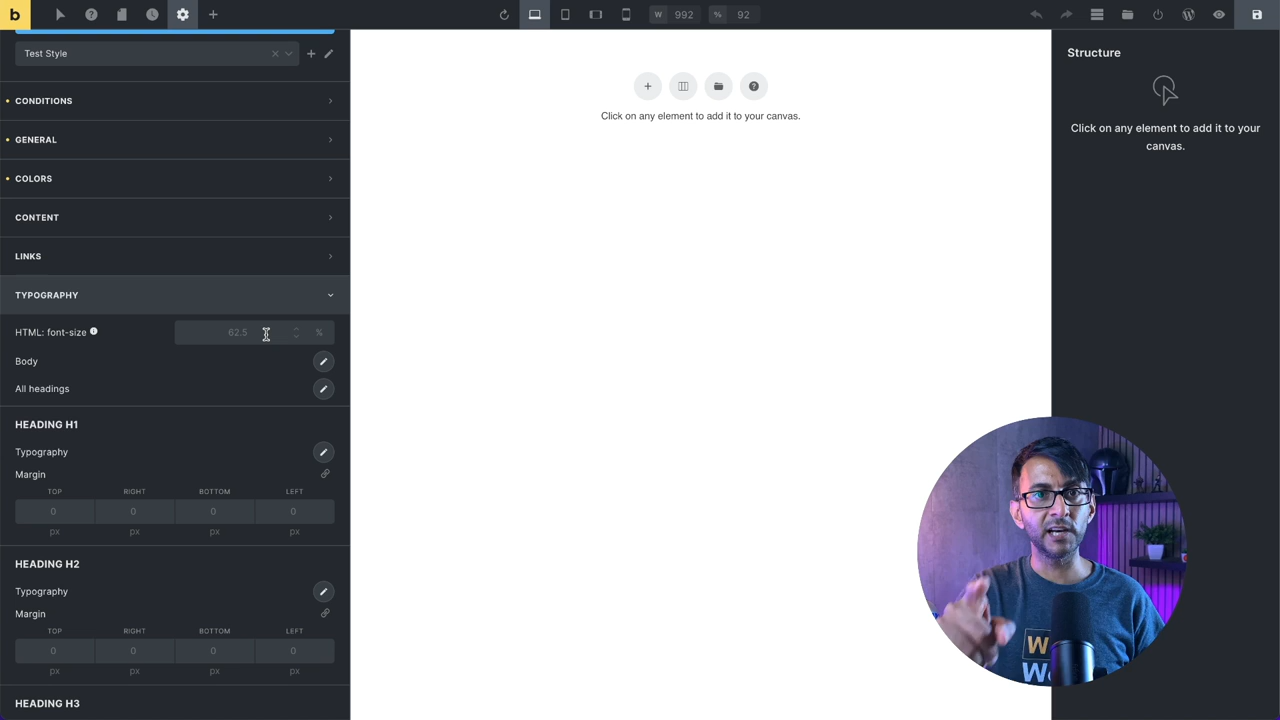 b
W 992 % 92
Test Style
CONDITIONS
GENERAL
COLORS
CONTENT
LINKS
TYPOGRAPHY
HTML: font-size
62.5
%
Body
All headings
HEADING H1
Typography
Margin
TOP RIGHT BOTTOM LEFT
0 0 0 0
px px px px
HEADING H2
Typography
Margin
TOP RIGHT BOTTOM LEFT
0 0 0 0
px px px px
HEADING H3
Click on any element to add it to your canvas.
Structure
Click on any element to add it to your
canvas.
W